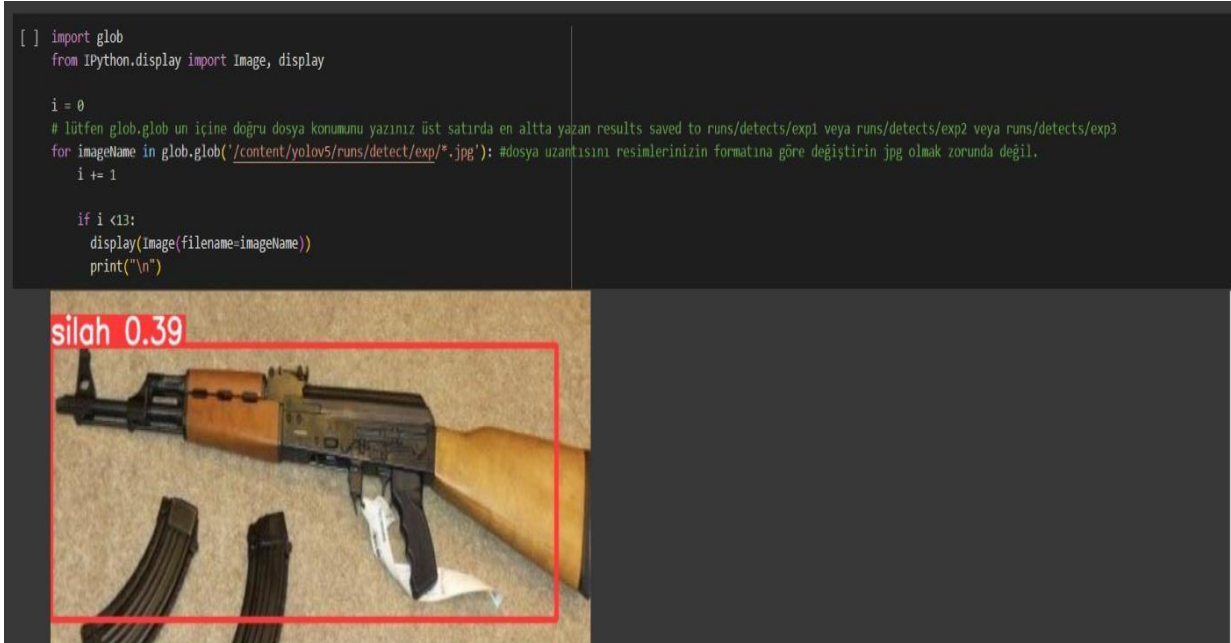 [ ] import glob
from IPython.display import Image, display
i = 0
# lütfen glob.glob un içine doğru dosya konumunu yazınız üst satırda en altta yazan results saved to runs/detects/exp1 veya runs/detects/exp2 veya runs/detects/exp3
for imageName in glob.glob('/content/yolov5/runs/detect/exp/*.jpg'): #dosya uzantısını resimlerinizin formatına göre değiştirin jpg olmak zorunda değil.
i += 1
if i <13:
display(Image(filename=imageName))
print("\n")
silah 0.39